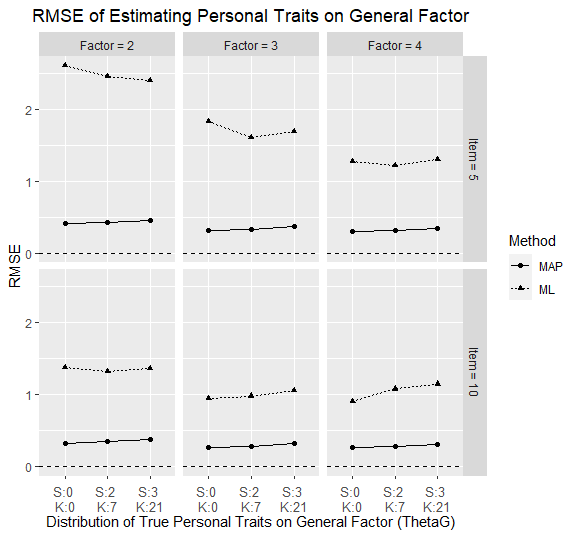 RMSE of Estimating Personal Traits on General Factor
Factor = 2 Factor = 3 Factor = 4
2
1
0
Item = 5
2
1
0
Item = 10
RMSE
Method
MAP
ML
S:0 S:2 S:3 S:0 S:2 S:3 S:0 S:2 S:3
K:0 K:7 K:21 K:0 K:7 K:21 K:0 K:7 K:21
Distribution of True Personal Traits on General Factor (ThetaG)